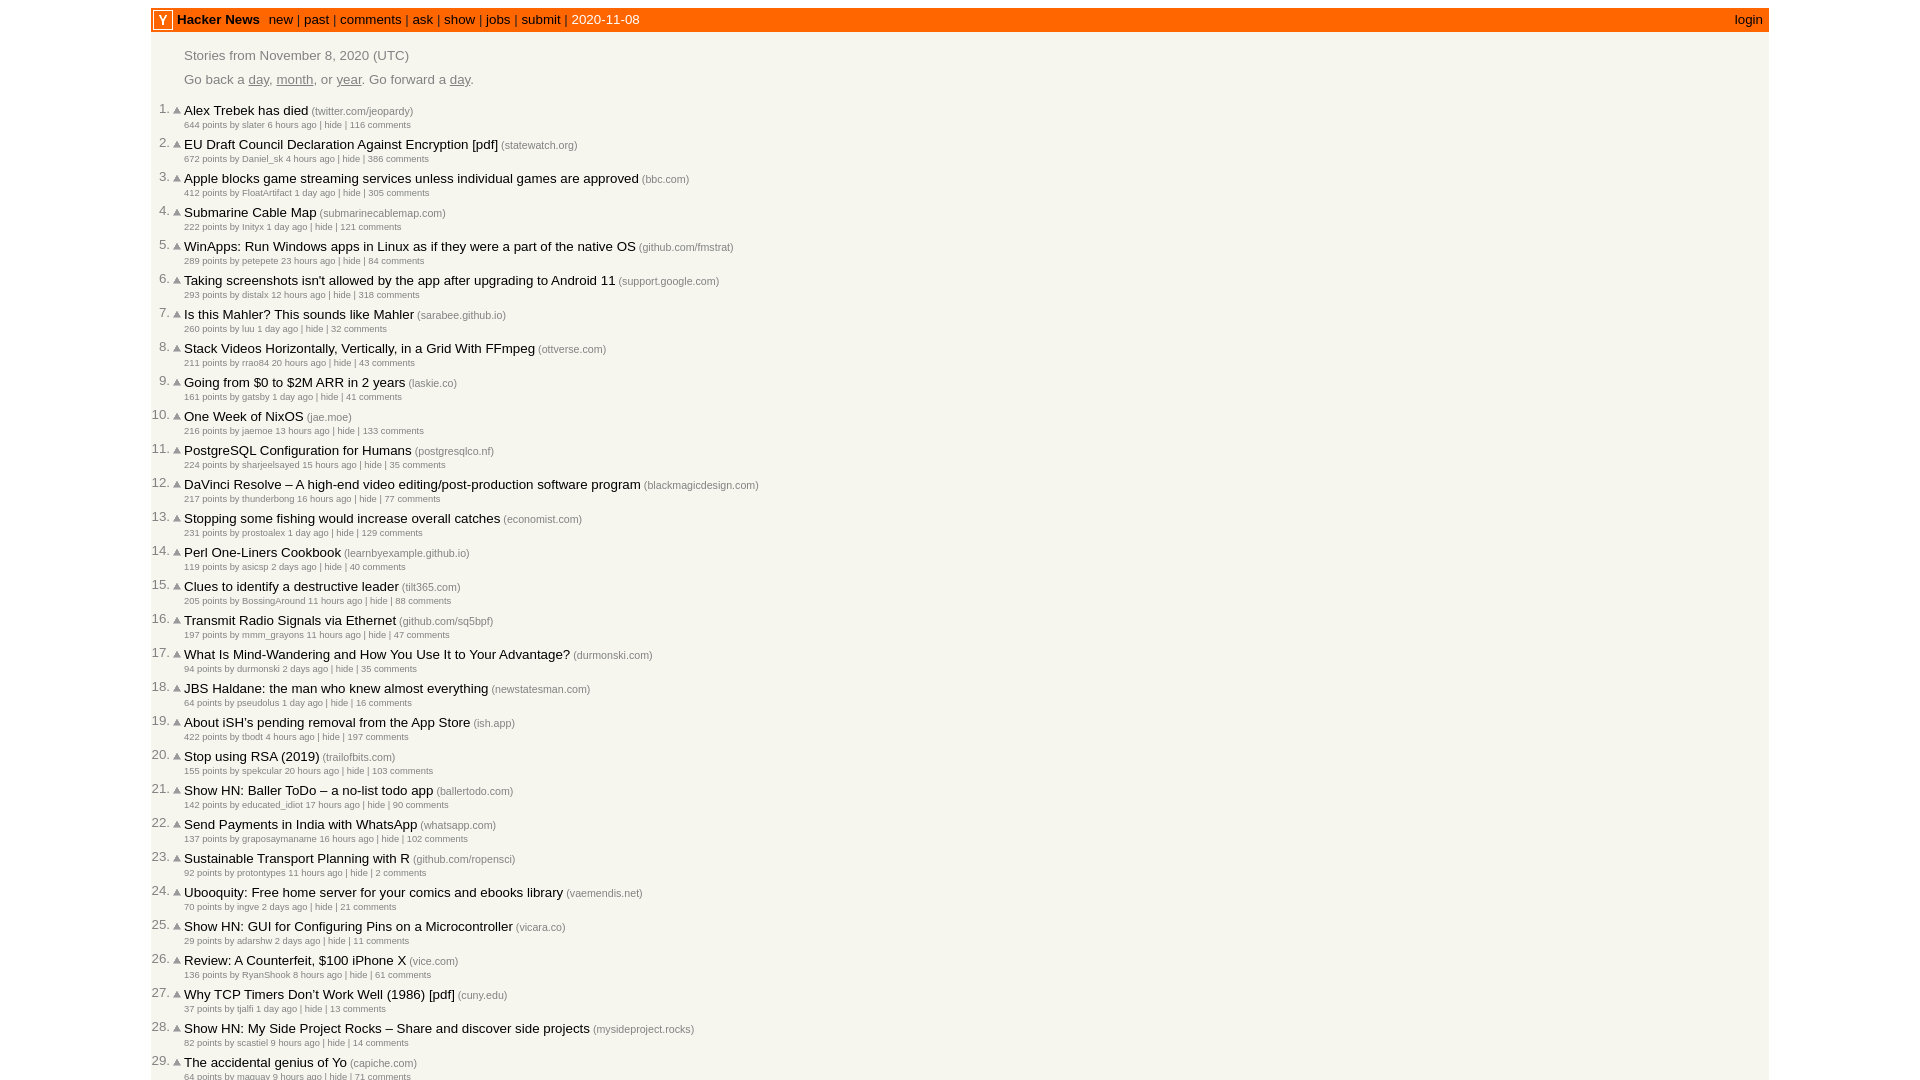 Y Hacker News new | past | comments | ask | show | jobs | submit | 2020-11-08 login
Stories from November 8, 2020 (UTC)
Go back a day, month, or year. Go forward a day.
1. Alex Trebek has died (twitter.com/jeopardy)
644 points by slater 6 hours ago | hide | 116 comments
2. EU Draft Council Declaration Against Encryption [pdf] (statewatch.org)
672 points by Daniel_sk 4 hours ago | hide | 386 comments
3. Apple blocks game streaming services unless individual games are approved (bbc.com)
412 points by FloatArtifact 1 day ago | hide | 305 comments
4. Submarine Cable Map (submarinecablemap.com)
222 points by Inityx 1 day ago | hide | 121 comments
5. WinApps: Run Windows apps in Linux as if they were a part of the native OS (github.com/fmstrat)
289 points by petepete 23 hours ago | hide | 84 comments
6. Taking screenshots isn't allowed by the app after upgrading to Android 11 (support.google.com)
293 points by distalx 12 hours ago | hide | 318 comments
7. Is this Mahler? This sounds like Mahler (sarabee.github.io)
260 points by luu 1 day ago | hide | 32 comments
8. Stack Videos Horizontally, Vertically, in a Grid With FFmpeg (ottverse.com)
211 points by rrao84 20 hours ago | hide | 43 comments
9. Going from $0 to $2M ARR in 2 years (laskie.co)
161 points by gatsby 1 day ago | hide | 41 comments
10. One Week of NixOS (jae.moe)
216 points by jaemoe 13 hours ago | hide | 133 comments
11. PostgreSQL Configuration for Humans (postgresqlco.nf)
224 points by sharjeelsayed 15 hours ago | hide | 35 comments
12. DaVinci Resolve – A high-end video editing/post-production software program (blackmagicdesign.com)
217 points by thunderbong 16 hours ago | hide | 77 comments
13. Stopping some fishing would increase overall catches (economist.com)
231 points by prostoalex 1 day ago | hide | 129 comments
14. Perl One-Liners Cookbook (learnbyexample.github.io)
119 points by asicsp 2 days ago | hide | 40 comments
15. Clues to identify a destructive leader (tilt365.com)
205 points by BossingAround 11 hours ago | hide | 88 comments
16. Transmit Radio Signals via Ethernet (github.com/sq5bpf)
197 points by mmm_grayons 11 hours ago | hide | 47 comments
17. What Is Mind-Wandering and How You Use It to Your Advantage? (durmonski.com)
94 points by durmonski 2 days ago | hide | 35 comments
18. JBS Haldane: the man who knew almost everything (newstatesman.com)
64 points by pseudolus 1 day ago | hide | 16 comments
19. About iSH’s pending removal from the App Store (ish.app)
422 points by tbodt 4 hours ago | hide | 197 comments
20. Stop using RSA (2019) (trailofbits.com)
155 points by spekcular 20 hours ago | hide | 103 comments
21. Show HN: Baller ToDo – a no-list todo app (ballertodo.com)
142 points by educated_idiot 17 hours ago | hide | 90 comments
22. Send Payments in India with WhatsApp (whatsapp.com)
137 points by graposaymaname 16 hours ago | hide | 102 comments
23. Sustainable Transport Planning with R (github.com/ropensci)
92 points by protontypes 11 hours ago | hide | 2 comments
24. Ubooquity: Free home server for your comics and ebooks library (vaemendis.net)
70 points by ingve 2 days ago | hide | 21 comments
25. Show HN: GUI for Configuring Pins on a Microcontroller (vicara.co)
29 points by adarshw 2 days ago | hide | 11 comments
26. Review: A Counterfeit, $100 iPhone X (vice.com)
136 points by RyanShook 8 hours ago | hide | 61 comments
27. Why TCP Timers Don’t Work Well (1986) [pdf] (cuny.edu)
37 points by tjalfi 1 day ago | hide | 13 comments
28. Show HN: My Side Project Rocks – Share and discover side projects (mysideproject.rocks)
82 points by scastiel 9 hours ago | hide | 14 comments
29. The accidental genius of Yo (capiche.com)
64 points by maguay 9 hours ago | hide | 71 comments